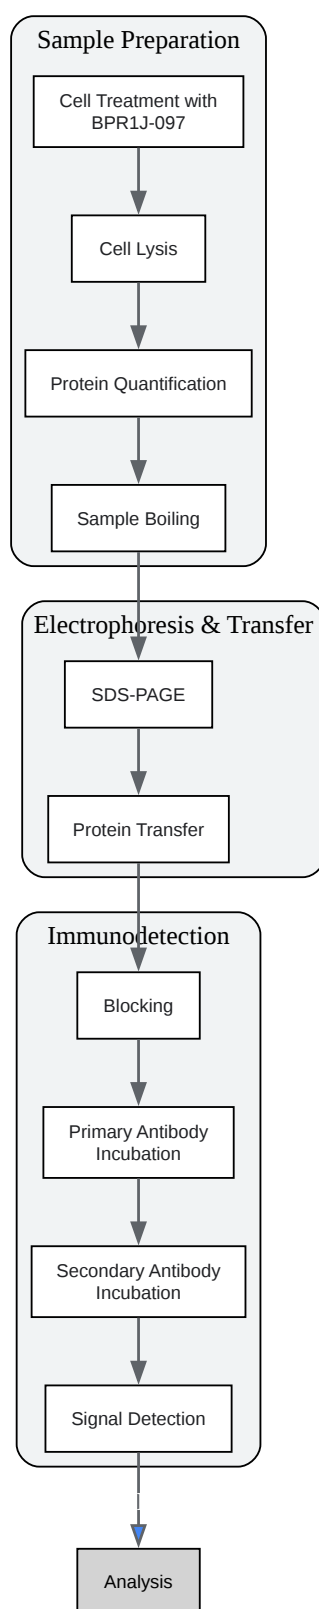 Sample Preparation
Cell Treatment with
BPR1J-097
Cell Lysis
Protein Quantification
Sample Boiling
Electrophoresis & Transfer
SDS-PAGE
Protein Transfer
Immunodetection
Blocking
Primary Antibody
Incubation
Secondary Antibody
Incubation
Signal Detection
Analysis